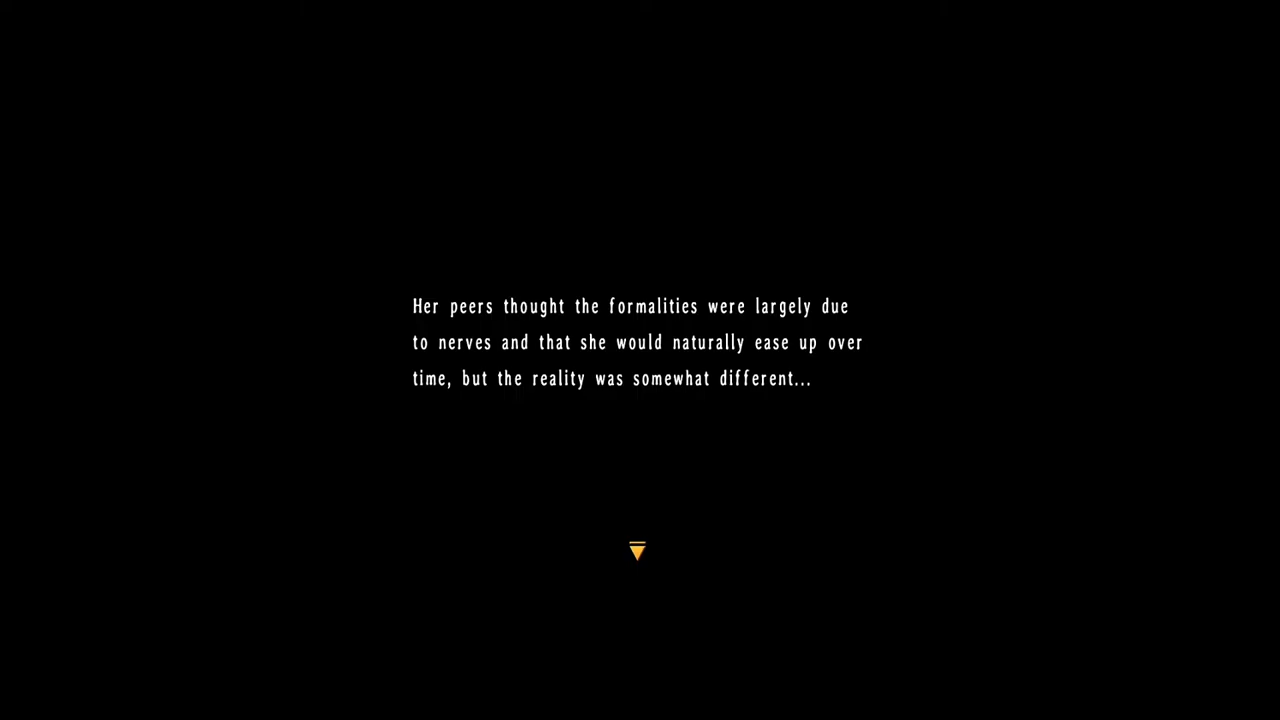 Her peers thought the formalities were largely due
to nerves and that she would naturally ease up over
time, but the reality was somewhat different...